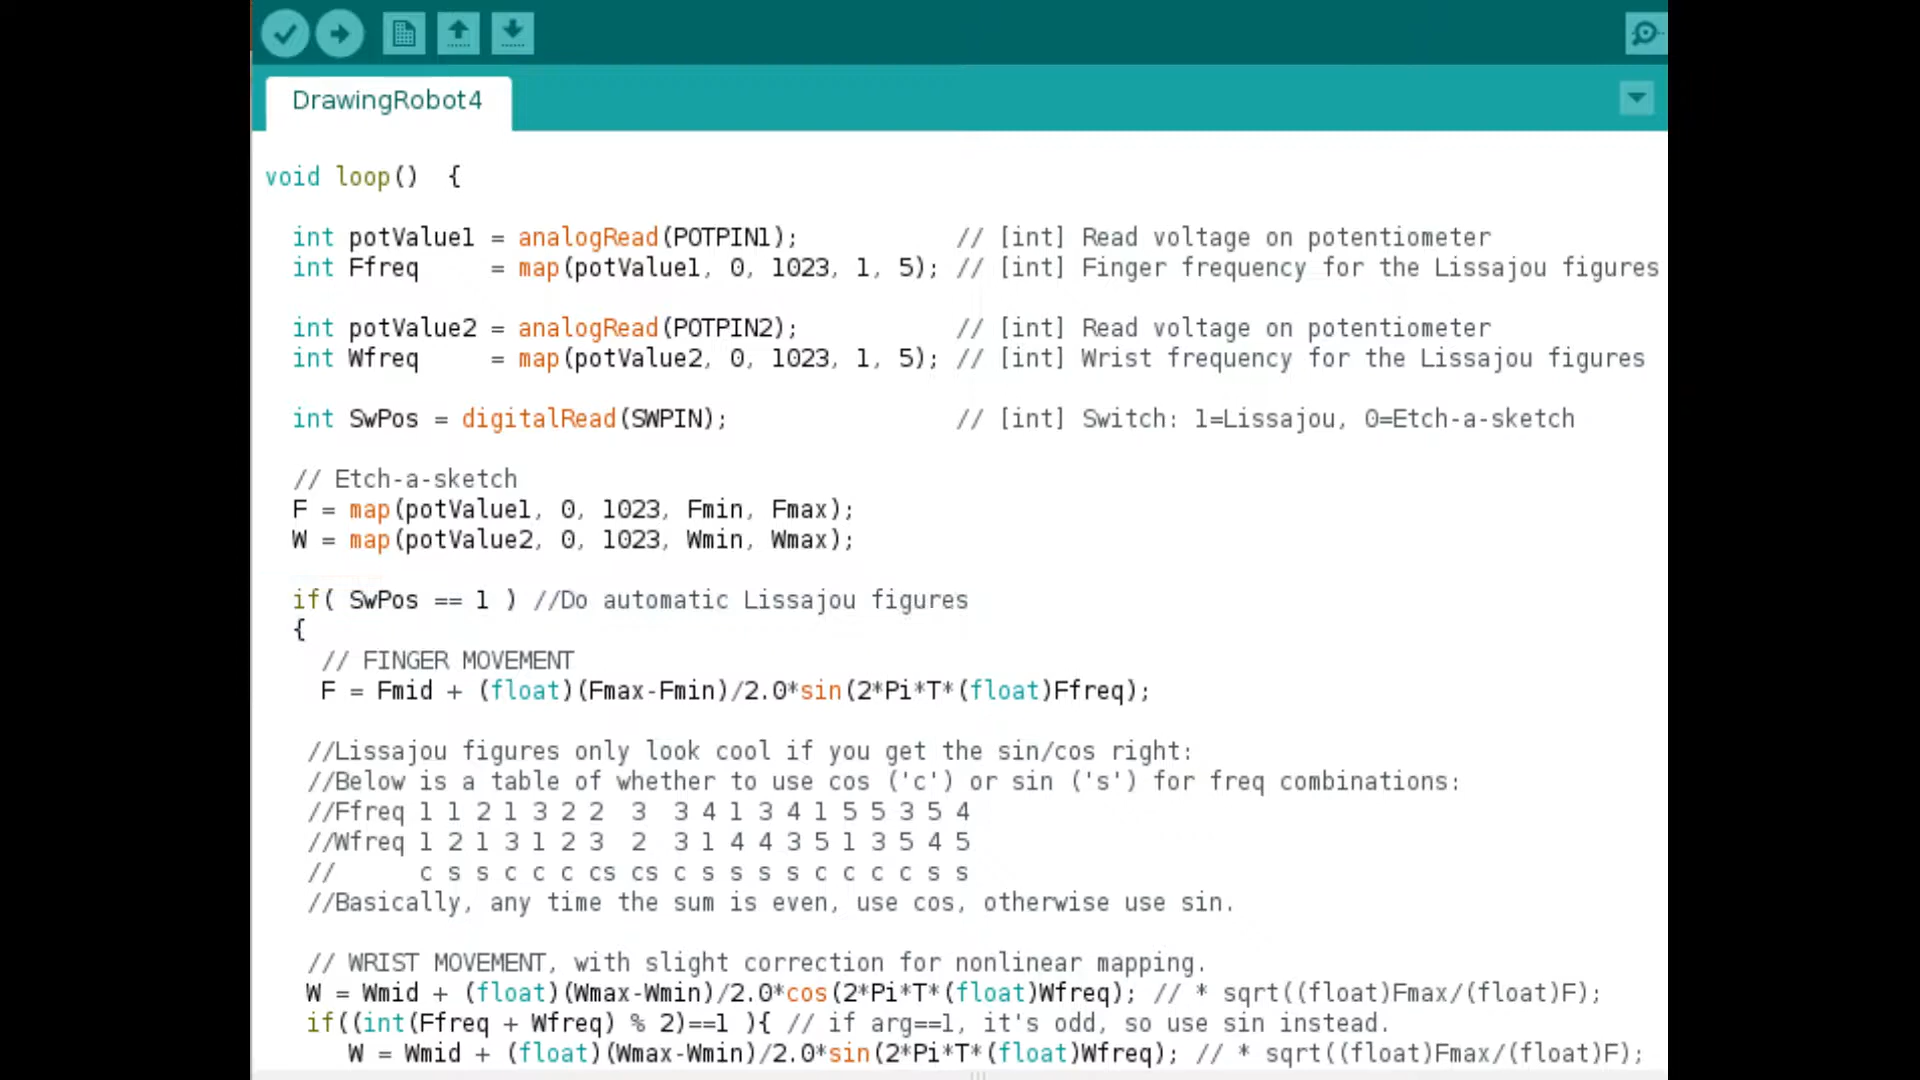 DrawingRobot4
void loop()  {
int potValue1 = analogRead(POTPIN1);           // [int] Read voltage on potentiometer
int Ffreq     = map(potValue1, 0, 1023, 1, 5); // [int] Finger frequency for the Lissajou figures
int potValue2 = analogRead(POTPIN2);           // [int] Read voltage on potentiometer
int Wfreq     = map(potValue2, 0, 1023, 1, 5); // [int] Wrist frequency for the Lissajou figures
int SwPos = digitalRead(SWPIN);                // [int] Switch: 1=Lissajou, 0=Etch-a-sketch
// Etch-a-sketch
F = map(potValue1, 0, 1023, Fmin, Fmax);
W = map(potValue2, 0, 1023, Wmin, Wmax);
if( SwPos == 1 ) //Do automatic Lissajou figures
{
// FINGER MOVEMENT
F = Fmid + (float)(Fmax-Fmin)/2.0*sin(2*Pi*T*(float)Ffreq);
//Lissajou figures only look cool if you get the sin/cos right:
//Below is a table of whether to use cos ('c') or sin ('s') for freq combinations:
//Ffreq 1 1 2 1 3 2 2  3  3 4 1 3 4 1 5 5 3 5 4
//Wfreq 1 2 1 3 1 2 3  2  3 1 4 4 3 5 1 3 5 4 5
//      c s s c c c cs cs c s s s s c c c c s s
//Basically, any time the sum is even, use cos, otherwise use sin.
// WRIST MOVEMENT, with slight correction for nonlinear mapping.
W = Wmid + (float)(Wmax-Wmin)/2.0*cos(2*Pi*T*(float)Wfreq); // * sqrt((float)Fmax/(float)F);
if((int(Ffreq + Wfreq) % 2)==1 ){ // if arg==1, it's odd, so use sin instead.
W = Wmid + (float)(Wmax-Wmin)/2.0*sin(2*Pi*T*(float)Wfreq); // * sqrt((float)Fmax/(float)F);